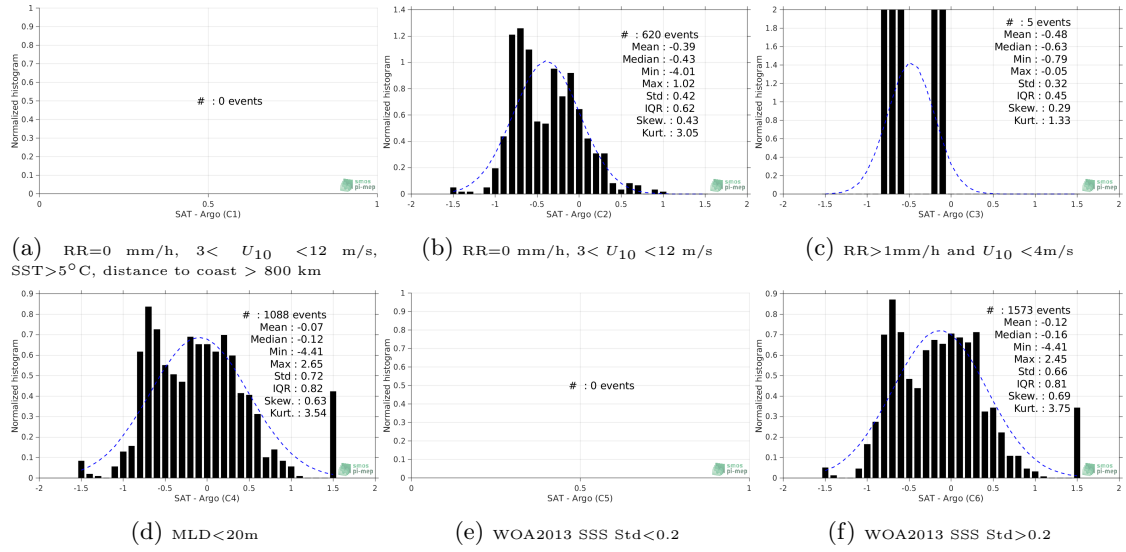 Normalized histogram
1
0.9
0.8
0.7
0.6
0.5
0.4
0.3
0.2
0.1
0
# : 0 events
0 0.5 1
SAT - Argo (C1)
smos
pi-mep
(a) RR=0 mm/h, 3< U10 <12 m/s,
SST>5°C, distance to coast > 800 km
Normalized histogram
1.4
1.2
1
0.8
0.6
0.4
0.2
0
# : 620 events
Mean : -0.39
Median : -0.43
Min : -4.01
Max : 1.02
Std : 0.42
IQR : 0.62
Skew. : 0.43
Kurt. : 3.05
-2 -1.5 -1 -0.5 0 0.5 1 1.5 2
SAT - Argo (C2)
smos
pi-mep
(b) RR=0 mm/h, 3< U10 <12 m/s
Normalized histogram
2
1.8
1.6
1.4
1.2
1
0.8
0.6
0.4
0.2
0
# : 5 events
Mean : -0.48
Median : -0.63
Min : -0.79
Max : -0.05
Std : 0.32
IQR : 0.45
Skew. : 0.29
Kurt. : 1.33
-2 -1.5 -1 -0.5 0 0.5 1 1.5 2
SAT - Argo (C3)
smos
pi-mep
(c) RR>1mm/h and U10 <4m/s
Normalized histogram
0.9
0.8
0.7
0.6
0.5
0.4
0.3
0.2
0.1
0
# : 1088 events
Mean : -0.07
Median : -0.12
Min : -4.41
Max : 2.65
Std : 0.72
IQR : 0.82
Skew. : 0.63
Kurt. : 3.54
-2 -1.5 -1 -0.5 0 0.5 1 1.5 2
SAT - Argo (C4)
smos
pi-mep
(d) MLD<20m
Normalized histogram
1
0.9
0.8
0.7
0.6
0.5
0.4
0.3
0.2
0.1
0
# : 0 events
0 0.5 1
SAT - Argo (C5)
smos
pi-mep
(e) WOA2013 SSS Std<0.2
Normalized histogram
0.9
0.8
0.7
0.6
0.5
0.4
0.3
0.2
0.1
0
# : 1573 events
Mean : -0.12
Median : -0.16
Min : -4.41
Max : 2.45
Std : 0.66
IQR : 0.81
Skew. : 0.69
Kurt. : 3.75
-2 -1.5 -1 -0.5 0 0.5 1 1.5 2
SAT - Argo (C6)
smos
pi-mep
(f) WOA2013 SSS Std>0.2